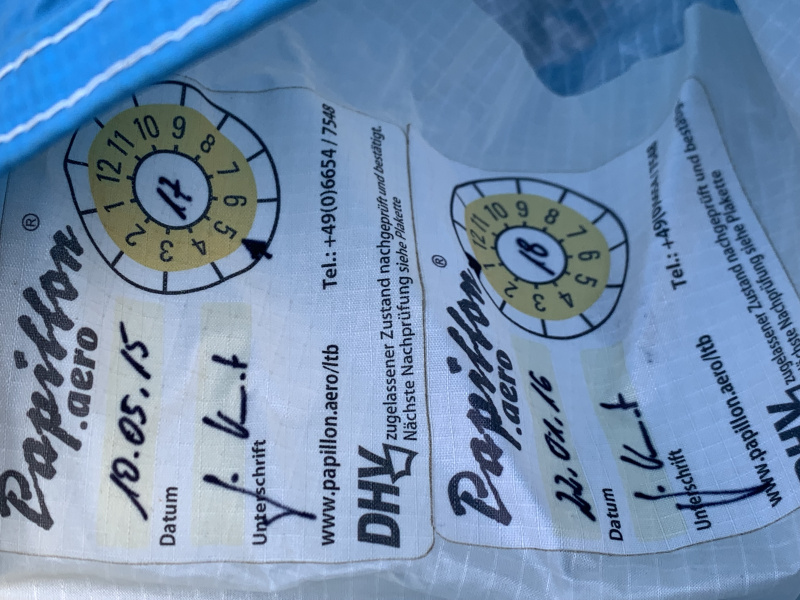 Papillon ®
.aero
10.05.15
Datum
Unterschrift
12 11 10 9 8 7 6 5 4 3 2 1
17
www.papillon.aero/ltb Tel.: +49(0)6654 / 7548
DHV zugelassener Zustand nachgeprüft und bestätigt.
Nächste Nachprüfung siehe Plakette
Papillon ®
.aero
22.01.16
Datum
Unterschrift
12 11 10 9 8 7 6 5 4 3 2 1
18
www.papillon.aero/ltb Tel.: +49(0)
DHV zugelassener Zustand nachgeprüft und
Nächste Nachprüfung siehe Plakette